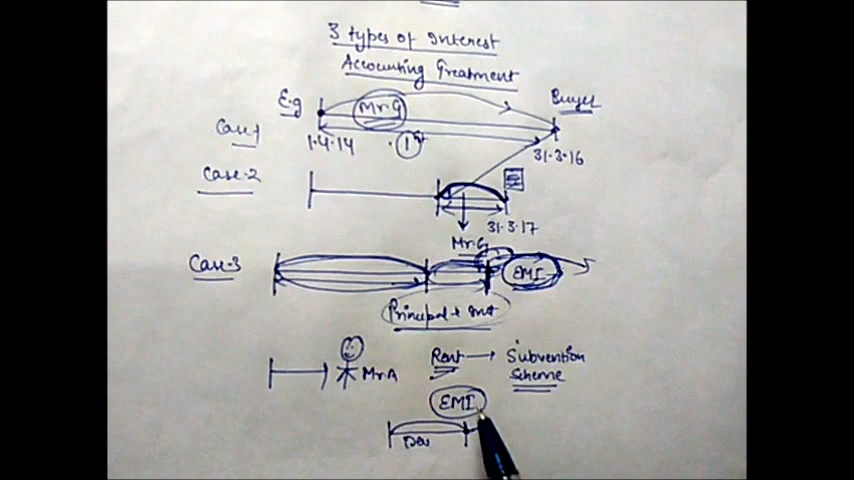 3 types of Interest
Accounting Treatment
E.g Mr.G Buyer
Case-1 1.4.14 1 31.3.16
Case-2
31.3.17
Mr.G
Case-3 EMI
Principal + Int
Mr.A Rent → Subvention
Scheme
EMI